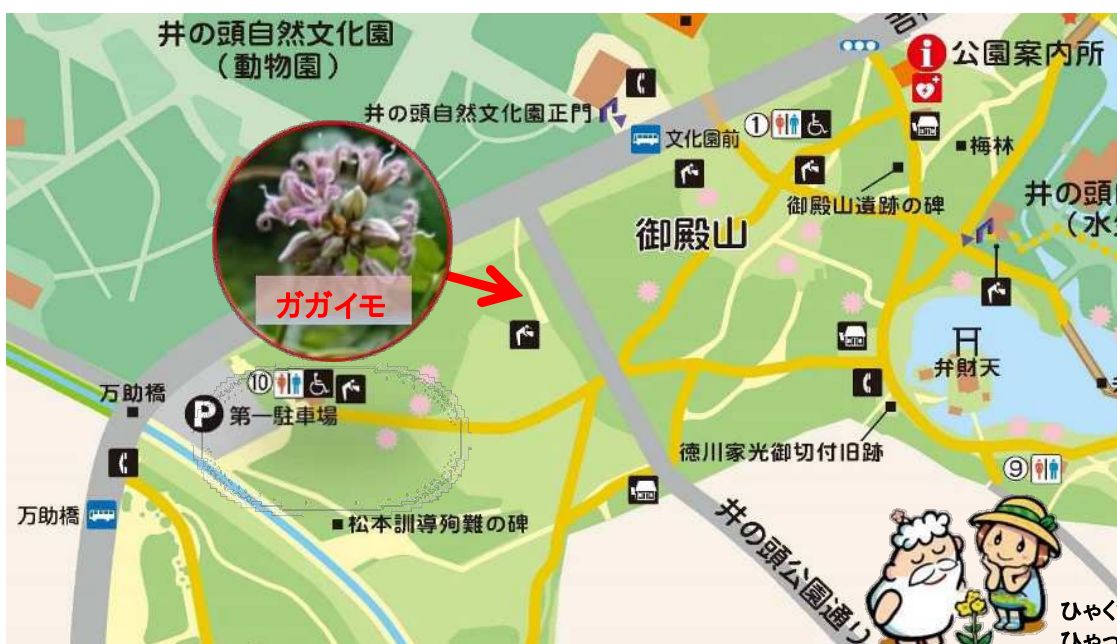 井の頭自然文化園
（動物園）
井の頭自然文化園正門
文化園前
①
公園案内所
梅林
御殿山遺跡の碑
御殿山
井の頭
ガガイモ
弁財天
万助橋
⑩
P 第一駐車場
徳川家光御切付旧跡
⑨
万助橋
松本訓導殉難の碑
井の頭公園通り
ひゃく